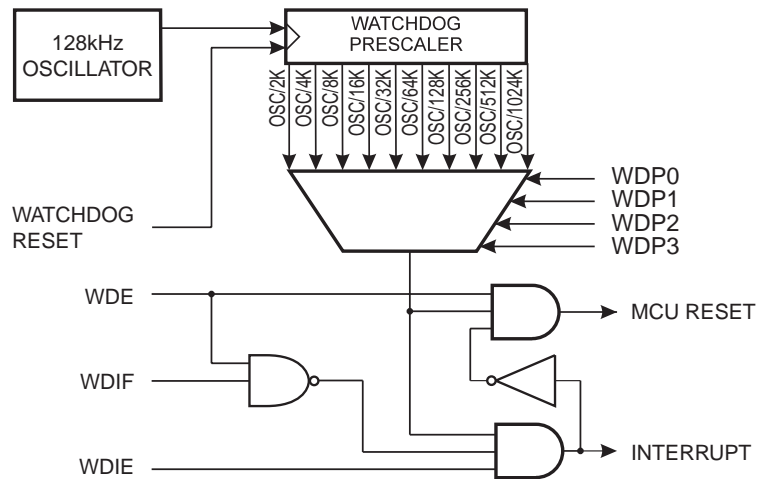 128kHz
OSCILLATOR
WATCHDOG
PRESCALER
OSC/2K
OSC/4K
OSC/8K
OSC/16K
OSC/32K
OSC/64K
OSC/128K
OSC/256K
OSC/512K
OSC/1024K
WDP0
WDP1
WDP2
WDP3
WATCHDOG
RESET
WDE
MCU RESET
WDIF
INTERRUPT
WDIE